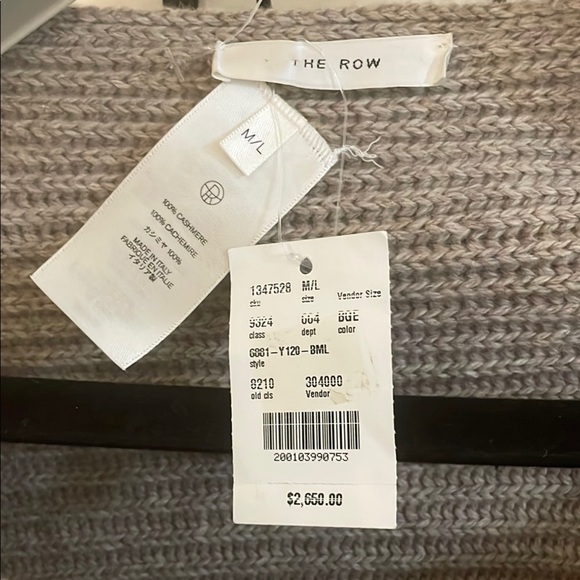 THE ROW
M/L
100% CASHMERE
100% CACHEMIRE
カシミヤ 100%
MADE IN ITALY
FABRIQUE EN ITALIE
イタリア製
1347528 M/L
sku size Vendor Size
9324 004 BGE
class dept color
G881-Y120-BML
style
8210 304000
old cls Vendor
200103990753
$2,650.00